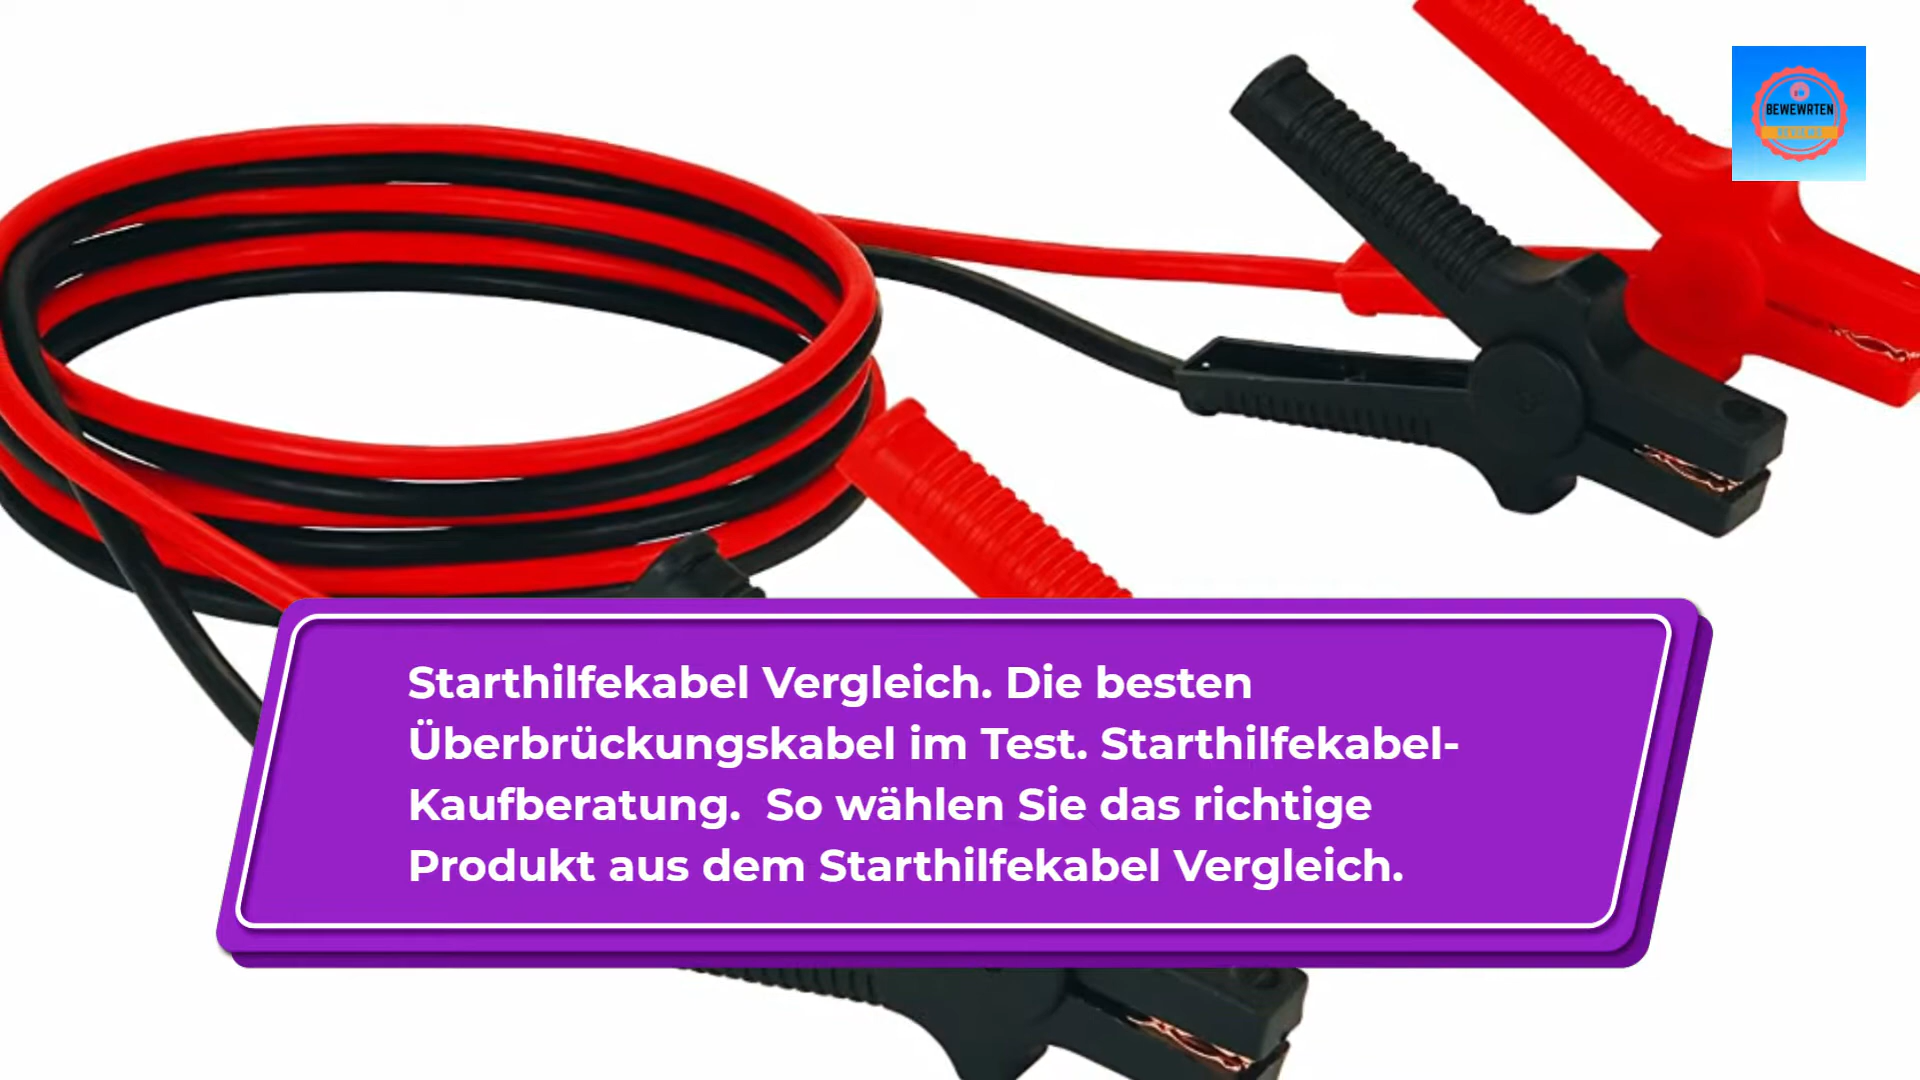 BEWEWRTEN
REVIEWS
Starthilfekabel Vergleich. Die besten
Überbrückungskabel im Test. Starthilfekabel-
Kaufberatung.  So wählen Sie das richtige
Produkt aus dem Starthilfekabel Vergleich.